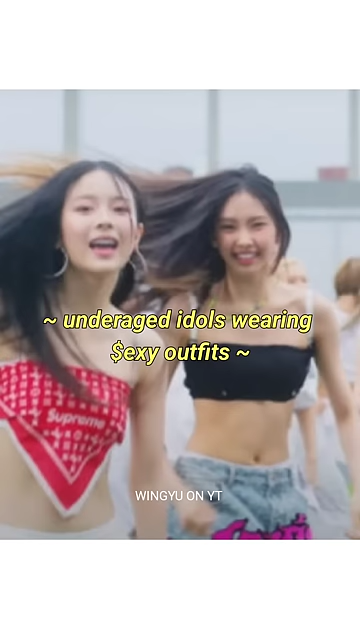 ~ underaged idols wearing
$exy outfits ~
Supreme
WINGYU ON YT